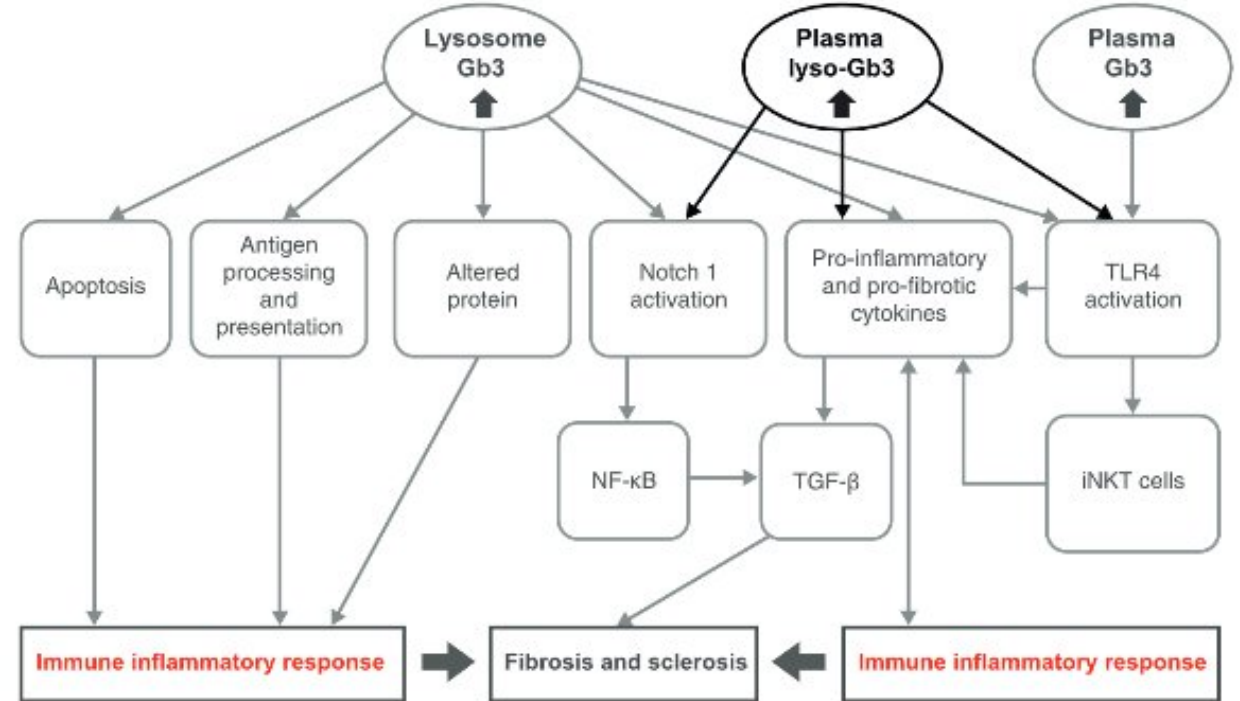 Lysosome
Gb3
Plasma
lyso-Gb3
Plasma
Gb3
Apoptosis
Antigen
processing
and
presentation
Altered
protein
Notch 1
activation
Pro-inflammatory
and pro-fibrotic
cytokines
TLR4
activation
NF-κB
TGF-β
iNKT cells
Immune inflammatory response
Fibrosis and sclerosis
Immune inflammatory response